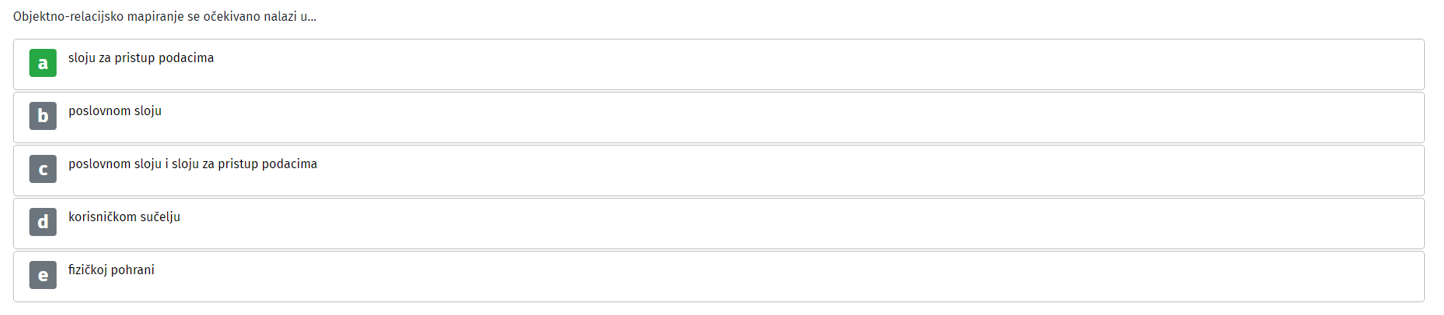 Objektno-relacijsko mapiranje se očekivano nalazi u...
a sloju za pristup podacima
b poslovnom sloju
c poslovnom sloju i sloju za pristup podacima
d korisničkom sučelju
e fizičkoj pohrani